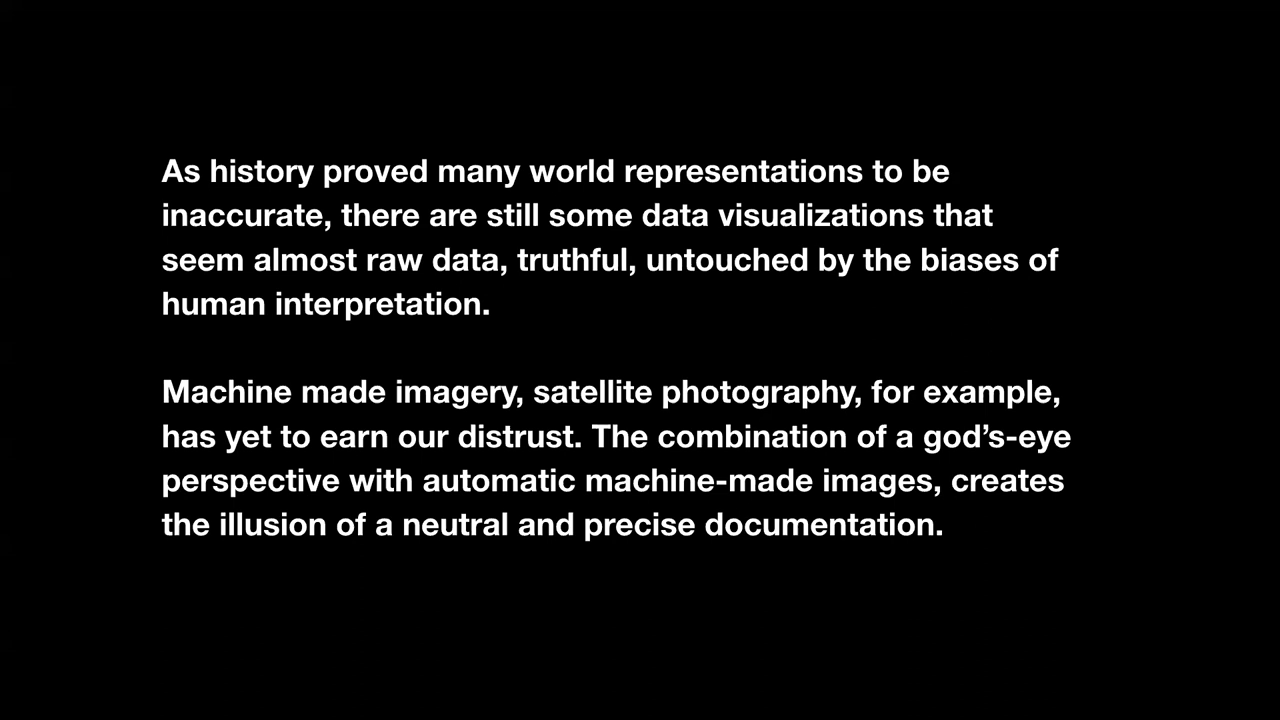 As history proved many world representations to be
inaccurate, there are still some data visualizations that
seem almost raw data, truthful, untouched by the biases of
human interpretation.
Machine made imagery, satellite photography, for example,
has yet to earn our distrust. The combination of a god’s-eye
perspective with automatic machine-made images, creates
the illusion of a neutral and precise documentation.